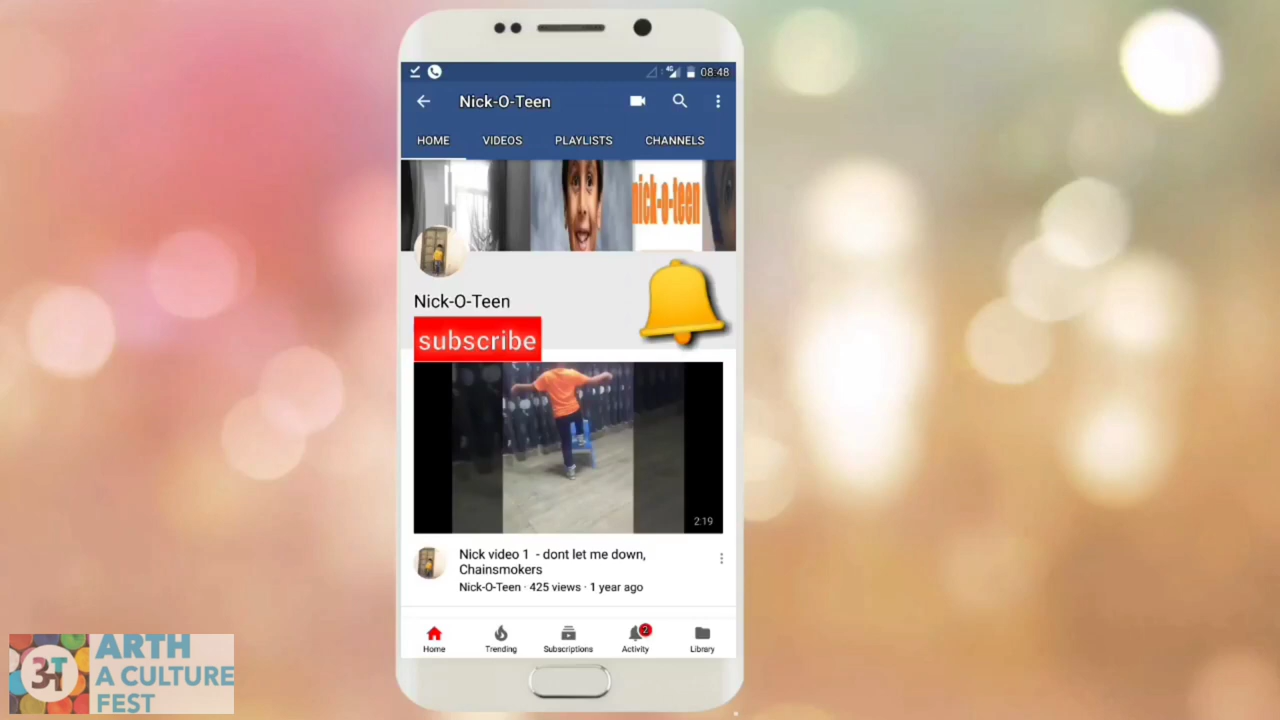 08:48
Nick-O-Teen
HOME VIDEOS PLAYLISTS CHANNELS
nick-o-teen
Nick-O-Teen
subscribe
2:19
Nick video 1 - dont let me down,
Chainsmokers
Nick-O-Teen · 425 views · 1 year ago
2
Home Trending Subscriptions Activity Library
ARTH
A CULTURE
FEST